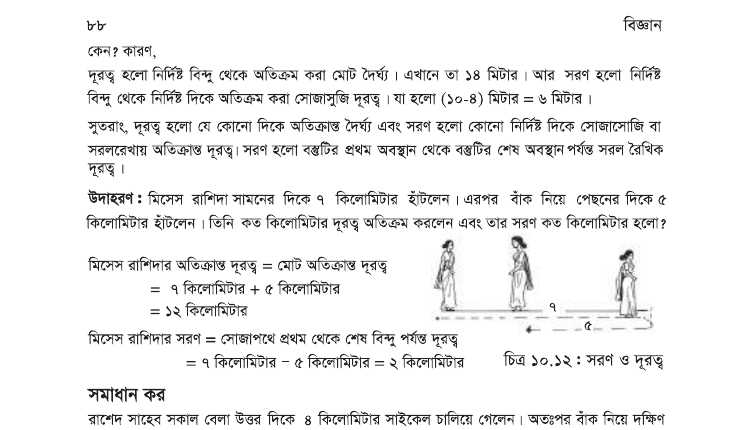 ৮৮ বিজ্ঞান
কেন? কারণ,
দূরত্ব হলো নির্দিষ্ট বিন্দু থেকে অতিক্রম করা মোট দৈর্ঘ্য। এখানে তা ১৪ মিটার। আর সরণ হলো নির্দিষ্ট
বিন্দু থেকে নির্দিষ্ট দিকে অতিক্রম করা সোজাসুজি দূরত্ব। যা হলো (১০-৪) মিটার = ৬ মিটার।
সুতরাং, দূরত্ব হলো যে কোনো দিকে অতিক্রান্ত দৈর্ঘ্য এবং সরণ হলো কোনো নির্দিষ্ট দিকে সোজাসোজি বা
সরলরেখায় অতিক্রান্ত দূরত্ব। সরণ হলো বস্তুটির প্রথম অবস্থান থেকে বস্তুটির শেষ অবস্থান পর্যন্ত সরল রৈখিক
দূরত্ব।
উদাহরণ : মিসেস রাশিদা সামনের দিকে ৭ কিলোমিটার হাঁটলেন। এরপর বাঁক নিয়ে পেছনের দিকে ৫
কিলোমিটার হাঁটলেন। তিনি কত কিলোমিটার দূরত্ব অতিক্রম করলেন এবং তার সরণ কত কিলোমিটার হলো?
মিসেস রাশিদার অতিক্রান্ত দূরত্ব = মোট অতিক্রান্ত দূরত্ব
= ৭ কিলোমিটার + ৫ কিলোমিটার
= ১২ কিলোমিটার
মিসেস রাশিদার সরণ = সোজাপথে প্রথম থেকে শেষ বিন্দু পর্যন্ত দূরত্ব
= ৭ কিলোমিটার − ৫ কিলোমিটার = ২ কিলোমিটার
৭
৫
চিত্র ১০.১২ : সরণ ও দূরত্ব
সমাধান কর
রাশেদ সাহেব সকাল বেলা উত্তর দিকে ৪ কিলোমিটার সাইকেল চালিয়ে গেলেন। অতঃপর বাঁক নিয়ে দক্ষিণ